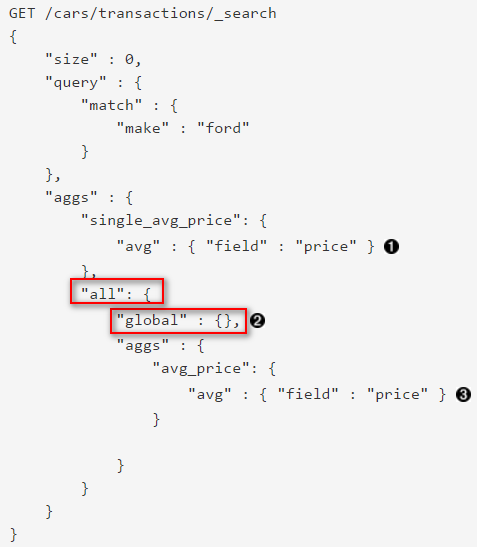 GET /cars/transactions/_search
{
    "size" : 0,
    "query" : {
        "match" : {
            "make" : "ford"
        }
    },
    "aggs" : {
        "single_avg_price": {
            "avg" : { "field" : "price" } ❶
        },
        "all": {
            "global" : {}, ❷
            "aggs" : {
                "avg_price": {
                    "avg" : { "field" : "price" } ❸
                }

            }
        }
    }
}